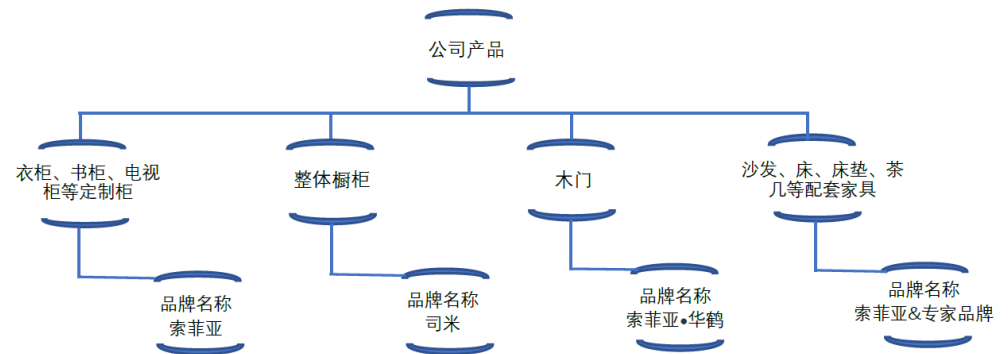 公司产品
衣柜、书柜、电视
柜等定制柜
整体橱柜
木门
沙发、床、床垫、茶
几等配套家具
品牌名称
索菲亚
品牌名称
司米
品牌名称
索菲亚•华鹤
品牌名称
索菲亚&专家品牌